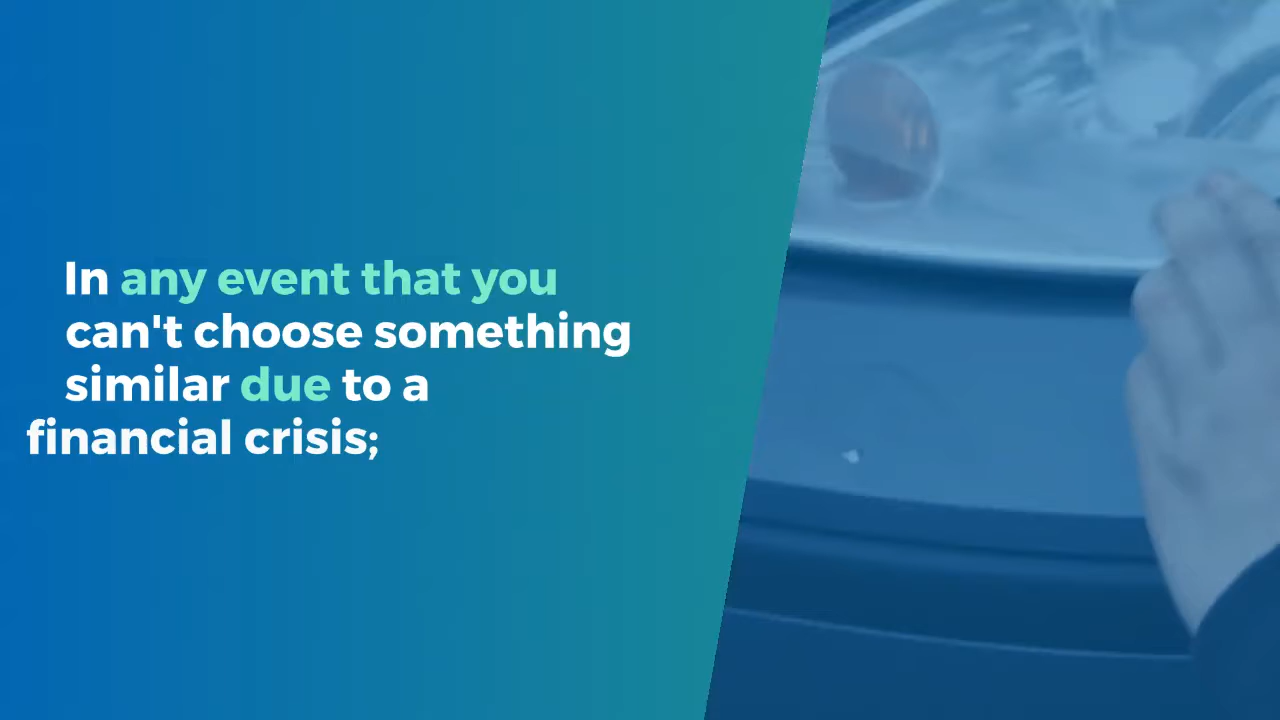 In any event that you
can't choose something
similar due to a
financial crisis;